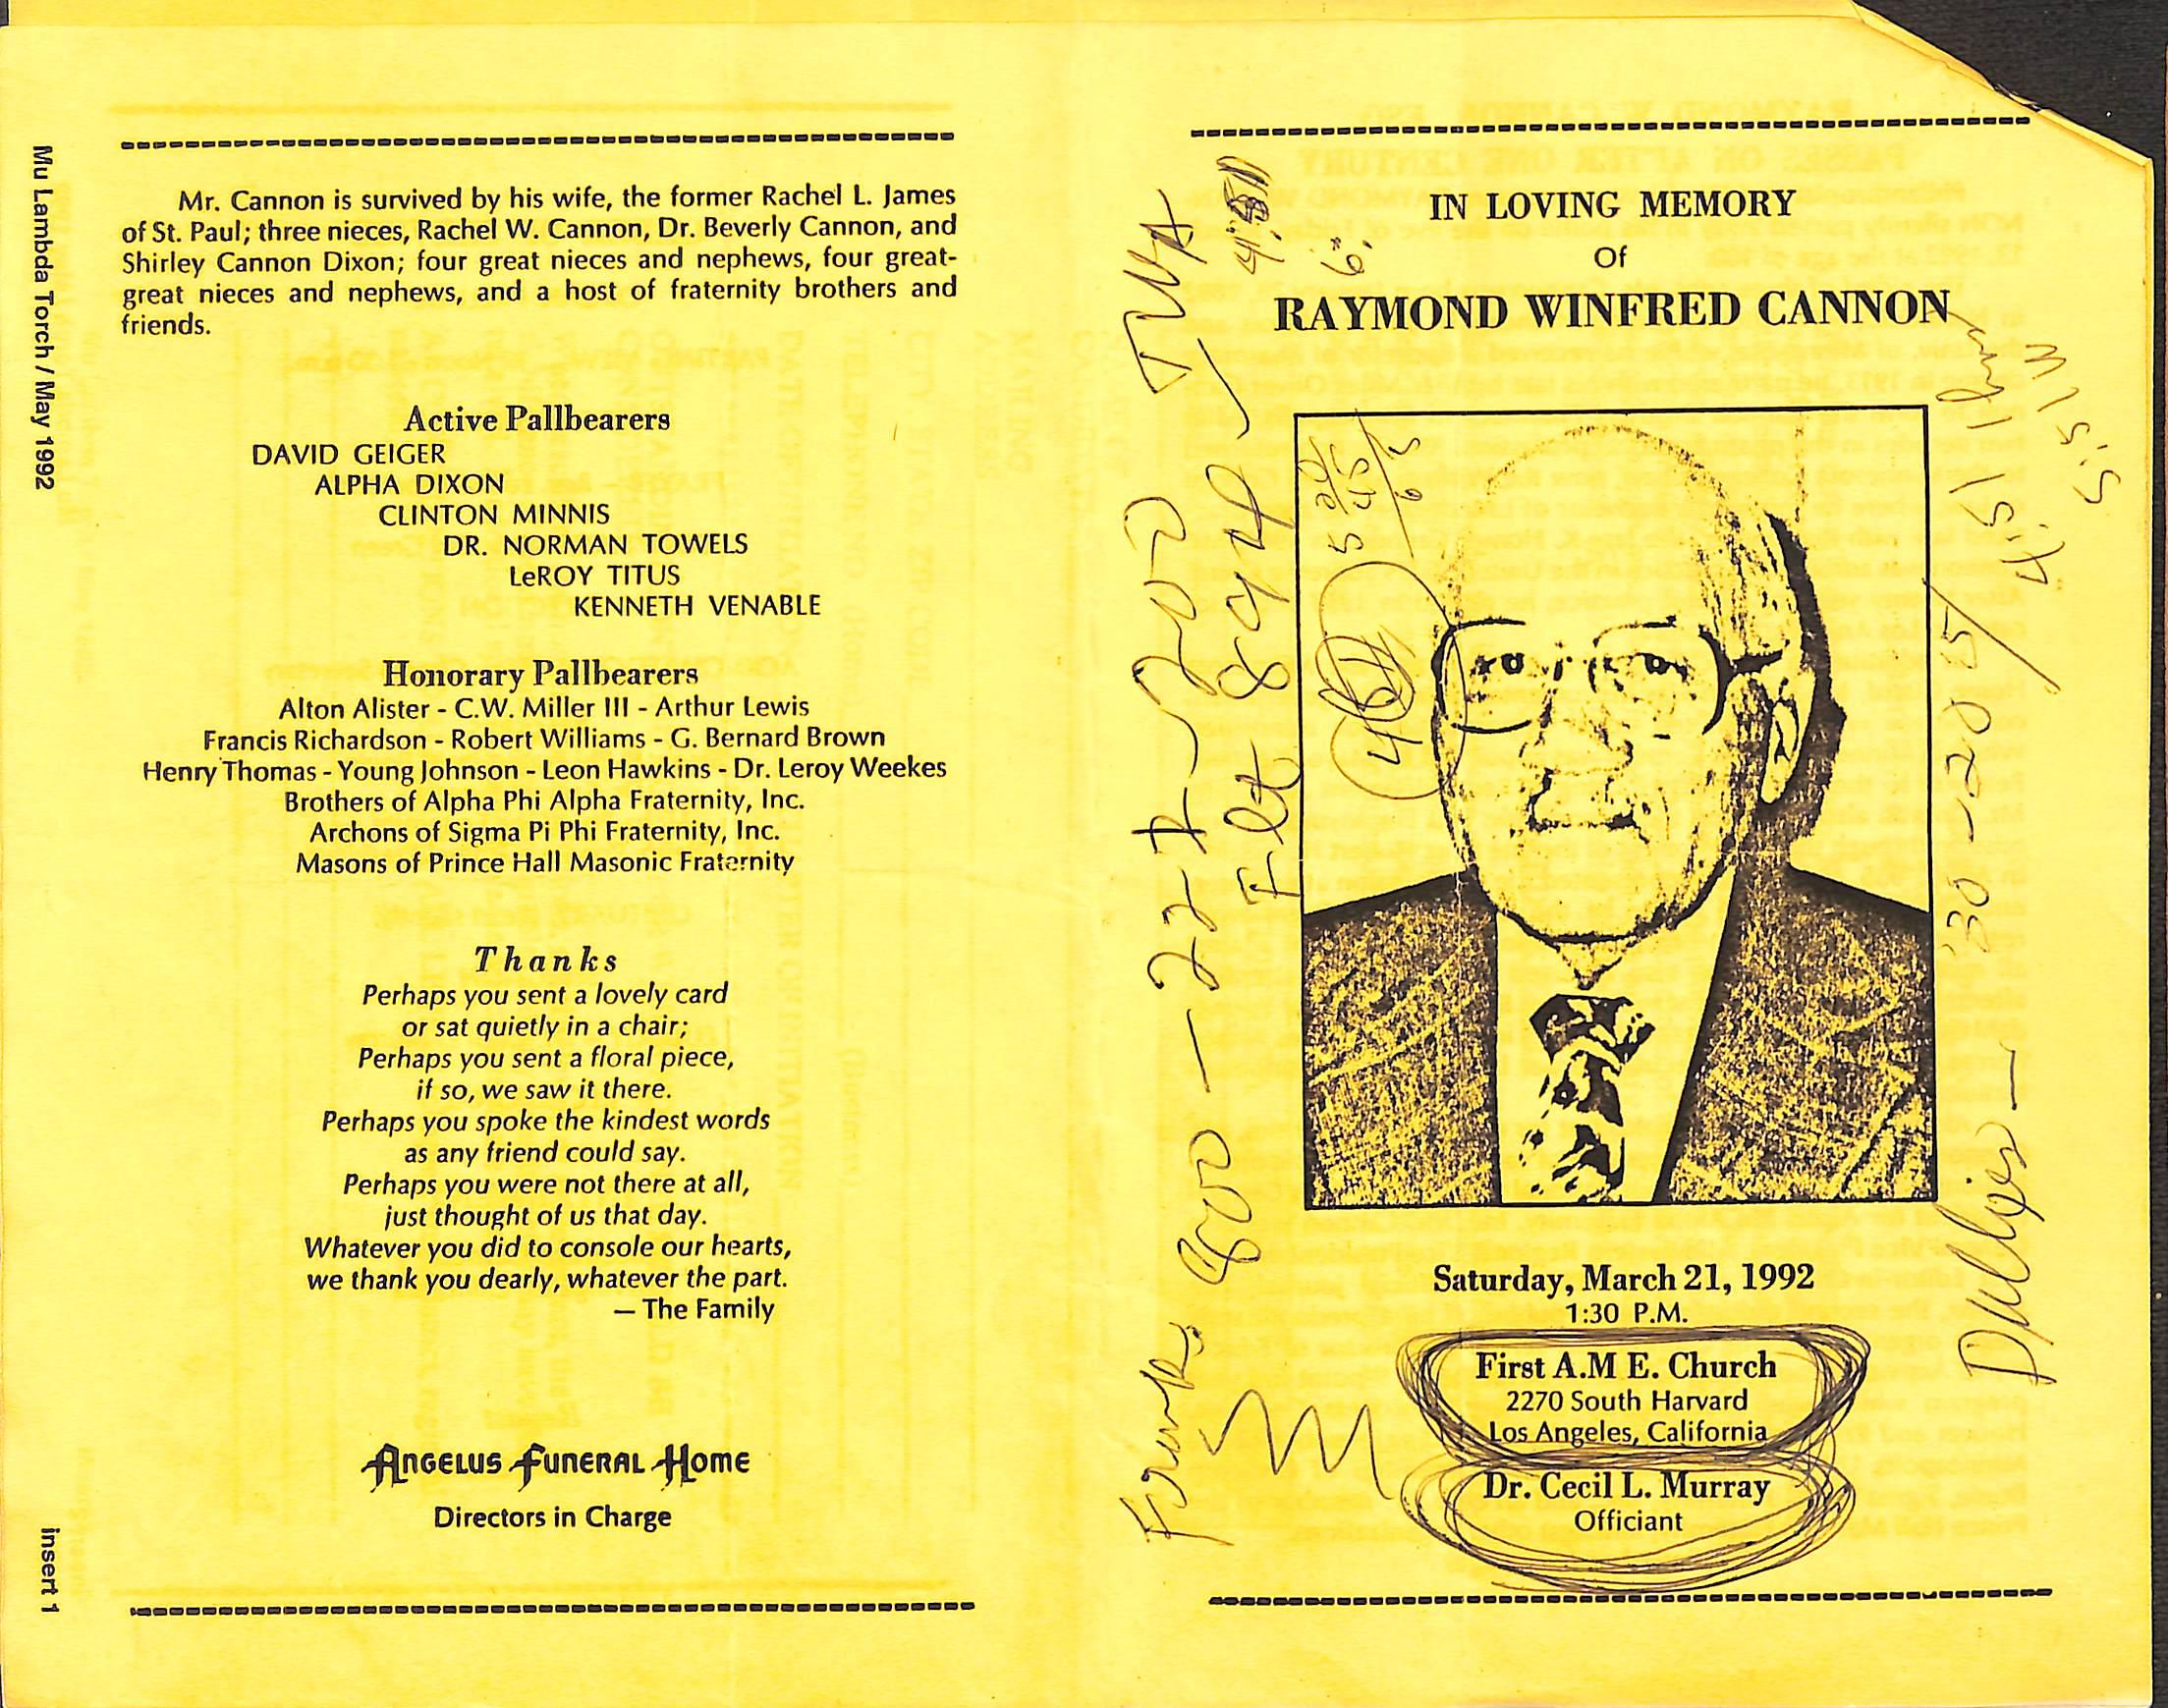 Mu Lambda Torch / May 1992
insert 1
Mr. Cannon is survived by his wife, the former Rachel L. James
of St. Paul; three nieces, Rachel W. Cannon, Dr. Beverly Cannon, and
Shirley Cannon Dixon; four great nieces and nephews, four great-
great nieces and nephews, and a host of fraternity brothers and
friends.
Active Pallbearers
DAVID GEIGER
ALPHA DIXON
CLINTON MINNIS
DR. NORMAN TOWELS
LeROY TITUS
KENNETH VENABLE
Honorary Pallbearers
Alton Alister - C.W. Miller III - Arthur Lewis
Francis Richardson - Robert Williams - G. Bernard Brown
Henry Thomas - Young Johnson - Leon Hawkins - Dr. Leroy Weekes
Brothers of Alpha Phi Alpha Fraternity, Inc.
Archons of Sigma Pi Phi Fraternity, Inc.
Masons of Prince Hall Masonic Fraternity
Thanks
Perhaps you sent a lovely card
or sat quietly in a chair;
Perhaps you sent a floral piece,
if so, we saw it there.
Perhaps you spoke the kindest words
as any friend could say.
Perhaps you were not there at all,
just thought of us that day.
Whatever you did to console our hearts,
we thank you dearly, whatever the part.
— The Family
Angelus Funeral Home
Directors in Charge
IN LOVING MEMORY
Of
RAYMOND WINFRED CANNON
TWA
Flt 840
Saturday, March 21, 1992
1:30 P.M.
First A.M E. Church
2270 South Harvard
Los Angeles, California
Dr. Cecil L. Murray
Officiant